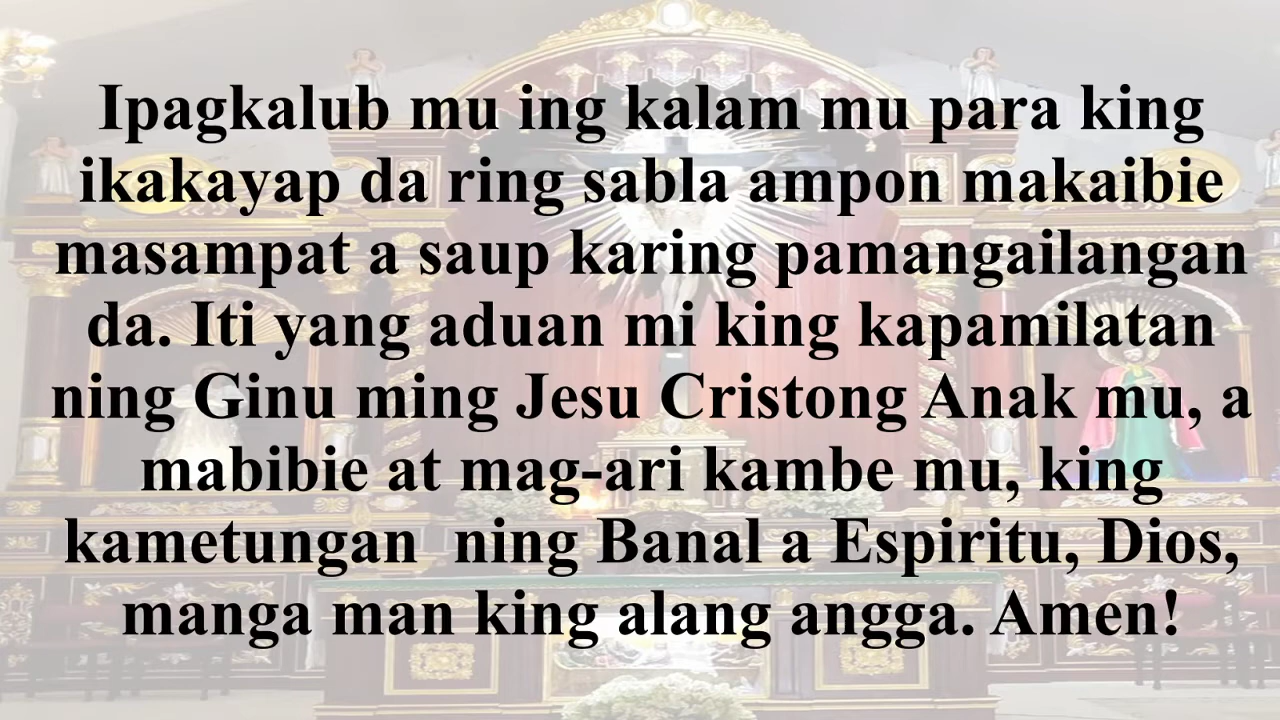 Ipagkalub mu ing kalam mu para king
ikakayap da ring sabla ampon makaibie
masampat a saup karing pamangailangan
da. Iti yang aduan mi king kapamilatan
ning Ginu ming Jesu Cristong Anak mu, a
mabibie at mag-ari kambe mu, king
kametungan  ning Banal a Espiritu, Dios,
manga man king alang angga. Amen!